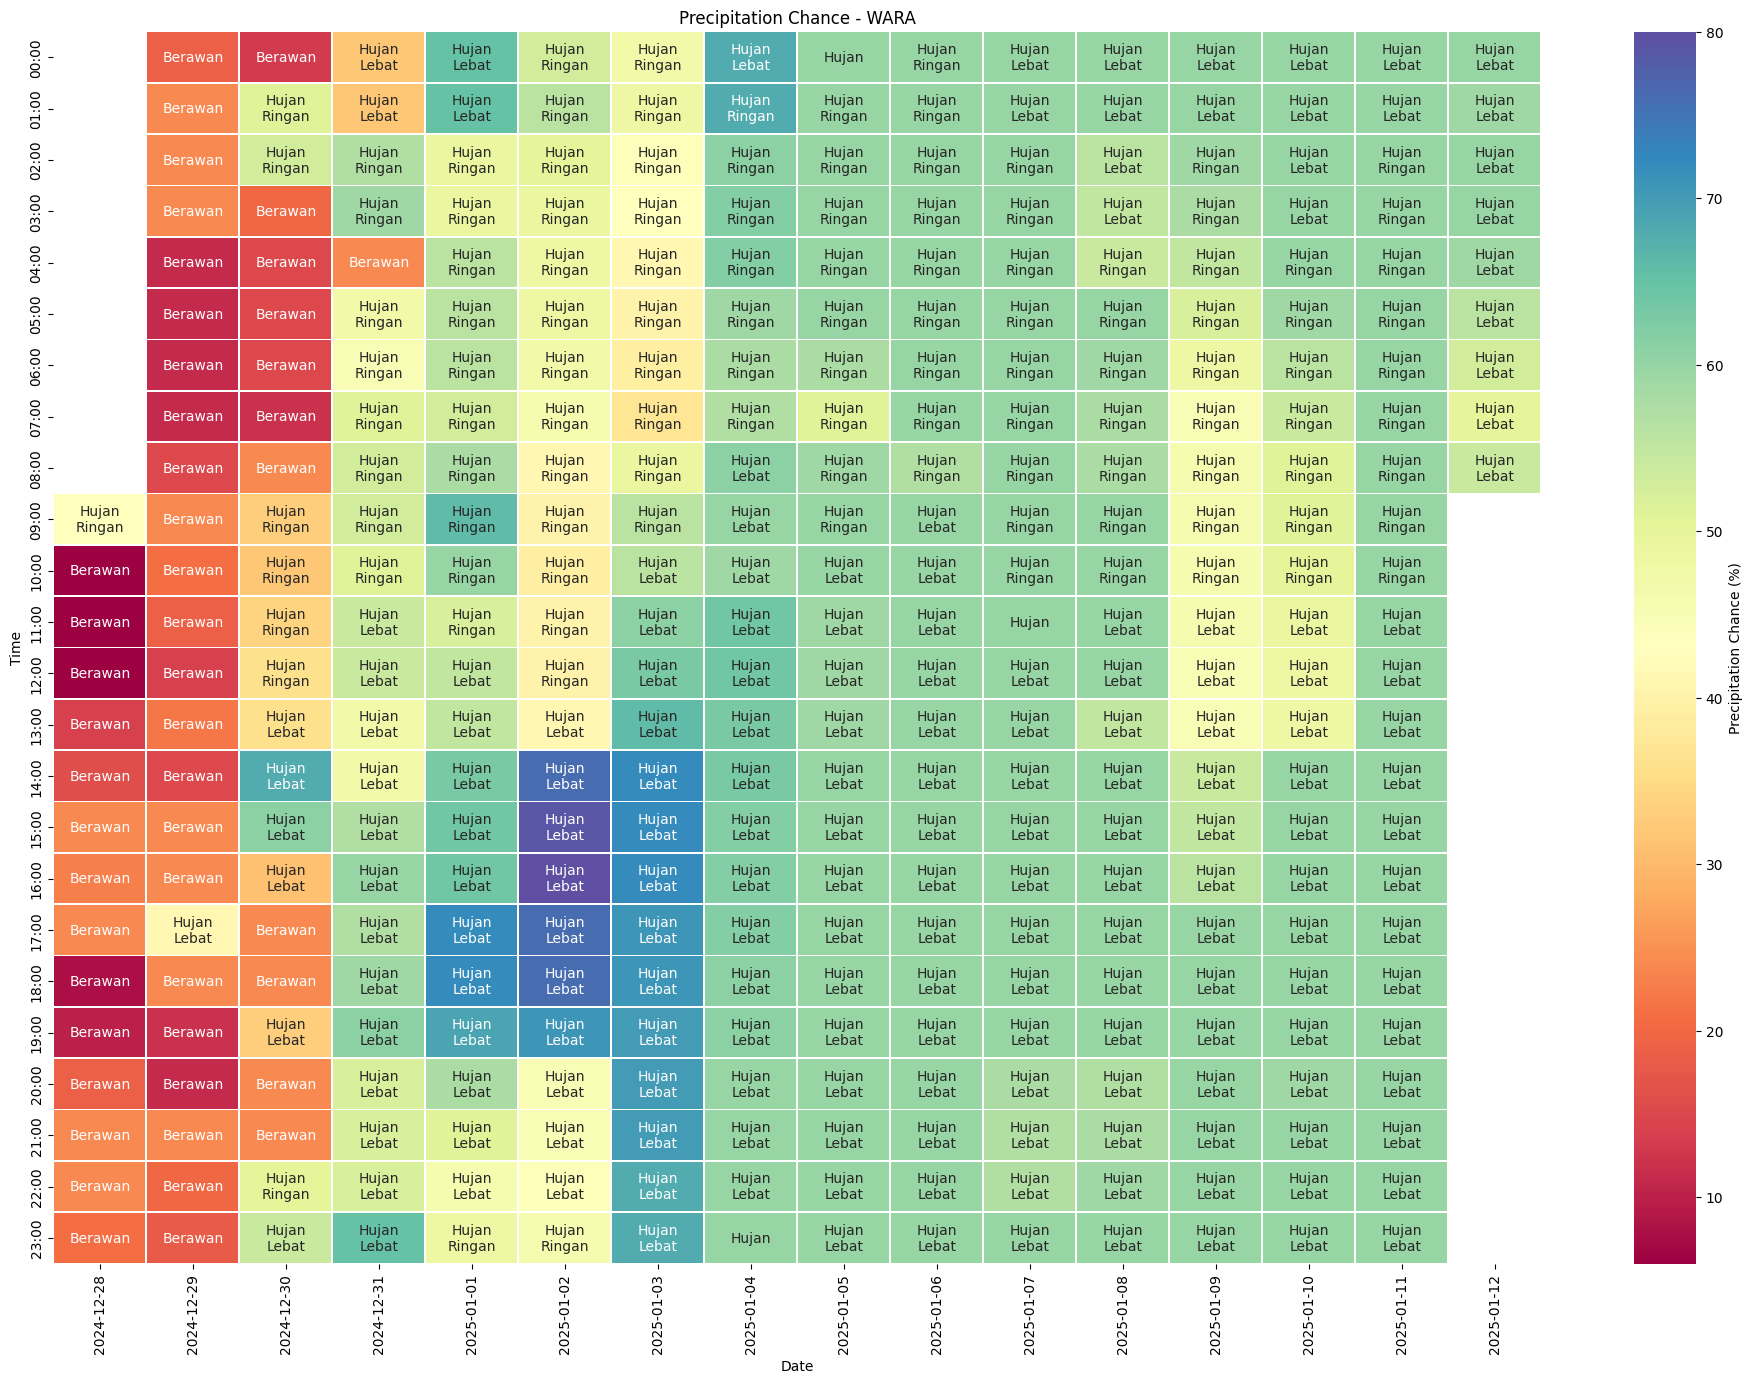 Precipitation Chance - WARA
00:00 Berawan Berawan Hujan Lebat Hujan Lebat Hujan Ringan Hujan Ringan Hujan Lebat Hujan Hujan Ringan Hujan Lebat Hujan Lebat Hujan Lebat Hujan Lebat Hujan Lebat Hujan Lebat
01:00 Berawan Hujan Ringan Hujan Lebat Hujan Lebat Hujan Ringan Hujan Ringan Hujan Ringan Hujan Ringan Hujan Ringan Hujan Lebat Hujan Lebat Hujan Lebat Hujan Lebat Hujan Lebat Hujan Lebat
02:00 Berawan Hujan Ringan Hujan Ringan Hujan Ringan Hujan Ringan Hujan Ringan Hujan Ringan Hujan Ringan Hujan Ringan Hujan Ringan Hujan Lebat Hujan Ringan Hujan Lebat Hujan Ringan Hujan Lebat
03:00 Berawan Berawan Hujan Ringan Hujan Ringan Hujan Ringan Hujan Ringan Hujan Ringan Hujan Ringan Hujan Ringan Hujan Ringan Hujan Lebat Hujan Ringan Hujan Lebat Hujan Ringan Hujan Lebat
04:00 Berawan Berawan Berawan Hujan Ringan Hujan Ringan Hujan Ringan Hujan Ringan Hujan Ringan Hujan Ringan Hujan Ringan Hujan Ringan Hujan Ringan Hujan Ringan Hujan Ringan Hujan Lebat
05:00 Berawan Berawan Hujan Ringan Hujan Ringan Hujan Ringan Hujan Ringan Hujan Ringan Hujan Ringan Hujan Ringan Hujan Ringan Hujan Ringan Hujan Ringan Hujan Ringan Hujan Ringan Hujan Lebat
06:00 Berawan Berawan Hujan Ringan Hujan Ringan Hujan Ringan Hujan Ringan Hujan Ringan Hujan Ringan Hujan Ringan Hujan Ringan Hujan Ringan Hujan Ringan Hujan Ringan Hujan Ringan Hujan Lebat
07:00 Berawan Berawan Hujan Ringan Hujan Ringan Hujan Ringan Hujan Ringan Hujan Ringan Hujan Ringan Hujan Ringan Hujan Ringan Hujan Ringan Hujan Ringan Hujan Ringan Hujan Ringan Hujan Lebat
08:00 Berawan Berawan Hujan Ringan Hujan Ringan Hujan Ringan Hujan Ringan Hujan Lebat Hujan Ringan Hujan Ringan Hujan Ringan Hujan Ringan Hujan Ringan Hujan Ringan Hujan Ringan Hujan Lebat
09:00 Hujan Ringan Berawan Hujan Ringan Hujan Ringan Hujan Ringan Hujan Ringan Hujan Ringan Hujan Lebat Hujan Ringan Hujan Lebat Hujan Ringan Hujan Ringan Hujan Ringan Hujan Ringan Hujan Ringan
10:00 Berawan Berawan Hujan Ringan Hujan Ringan Hujan Ringan Hujan Ringan Hujan Lebat Hujan Lebat Hujan Lebat Hujan Lebat Hujan Ringan Hujan Ringan Hujan Ringan Hujan Ringan Hujan Ringan
11:00 Berawan Berawan Hujan Ringan Hujan Lebat Hujan Ringan Hujan Ringan Hujan Lebat Hujan Lebat Hujan Lebat Hujan Lebat Hujan Hujan Lebat Hujan Lebat Hujan Lebat Hujan Lebat
12:00 Berawan Berawan Hujan Ringan Hujan Lebat Hujan Lebat Hujan Ringan Hujan Lebat Hujan Lebat Hujan Lebat Hujan Lebat Hujan Lebat Hujan Lebat Hujan Lebat Hujan Lebat Hujan Lebat
13:00 Berawan Berawan Hujan Lebat Hujan Lebat Hujan Lebat Hujan Lebat Hujan Lebat Hujan Lebat Hujan Lebat Hujan Lebat Hujan Lebat Hujan Lebat Hujan Lebat Hujan Lebat Hujan Lebat
14:00 Berawan Berawan Hujan Lebat Hujan Lebat Hujan Lebat Hujan Lebat Hujan Lebat Hujan Lebat Hujan Lebat Hujan Lebat Hujan Lebat Hujan Lebat Hujan Lebat Hujan Lebat Hujan Lebat
15:00 Berawan Berawan Hujan Lebat Hujan Lebat Hujan Lebat Hujan Lebat Hujan Lebat Hujan Lebat Hujan Lebat Hujan Lebat Hujan Lebat Hujan Lebat Hujan Lebat Hujan Lebat Hujan Lebat
16:00 Berawan Berawan Hujan Lebat Hujan Lebat Hujan Lebat Hujan Lebat Hujan Lebat Hujan Lebat Hujan Lebat Hujan Lebat Hujan Lebat Hujan Lebat Hujan Lebat Hujan Lebat Hujan Lebat
17:00 Berawan Hujan Lebat Berawan Hujan Lebat Hujan Lebat Hujan Lebat Hujan Lebat Hujan Lebat Hujan Lebat Hujan Lebat Hujan Lebat Hujan Lebat Hujan Lebat Hujan Lebat Hujan Lebat
18:00 Berawan Berawan Berawan Hujan Lebat Hujan Lebat Hujan Lebat Hujan Lebat Hujan Lebat Hujan Lebat Hujan Lebat Hujan Lebat Hujan Lebat Hujan Lebat Hujan Lebat Hujan Lebat
19:00 Berawan Berawan Hujan Lebat Hujan Lebat Hujan Lebat Hujan Lebat Hujan Lebat Hujan Lebat Hujan Lebat Hujan Lebat Hujan Lebat Hujan Lebat Hujan Lebat Hujan Lebat Hujan Lebat
20:00 Berawan Berawan Berawan Hujan Lebat Hujan Lebat Hujan Lebat Hujan Lebat Hujan Lebat Hujan Lebat Hujan Lebat Hujan Lebat Hujan Lebat Hujan Lebat Hujan Lebat Hujan Lebat
21:00 Berawan Berawan Berawan Hujan Lebat Hujan Lebat Hujan Lebat Hujan Lebat Hujan Lebat Hujan Lebat Hujan Lebat Hujan Lebat Hujan Lebat Hujan Lebat Hujan Lebat Hujan Lebat
22:00 Berawan Berawan Hujan Ringan Hujan Lebat Hujan Lebat Hujan Lebat Hujan Lebat Hujan Lebat Hujan Lebat Hujan Lebat Hujan Lebat Hujan Lebat Hujan Lebat Hujan Lebat Hujan Lebat
23:00 Berawan Berawan Hujan Lebat Hujan Lebat Hujan Ringan Hujan Ringan Hujan Lebat Hujan Hujan Lebat Hujan Lebat Hujan Lebat Hujan Lebat Hujan Lebat Hujan Lebat Hujan Lebat
Time
2024-12-28 2024-12-29 2024-12-30 2024-12-31 2025-01-01 2025-01-02 2025-01-03 2025-01-04 2025-01-05 2025-01-06 2025-01-07 2025-01-08 2025-01-09 2025-01-10 2025-01-11 2025-01-12
Date
80
70
60
50
40
30
20
10
Precipitation Chance (%)